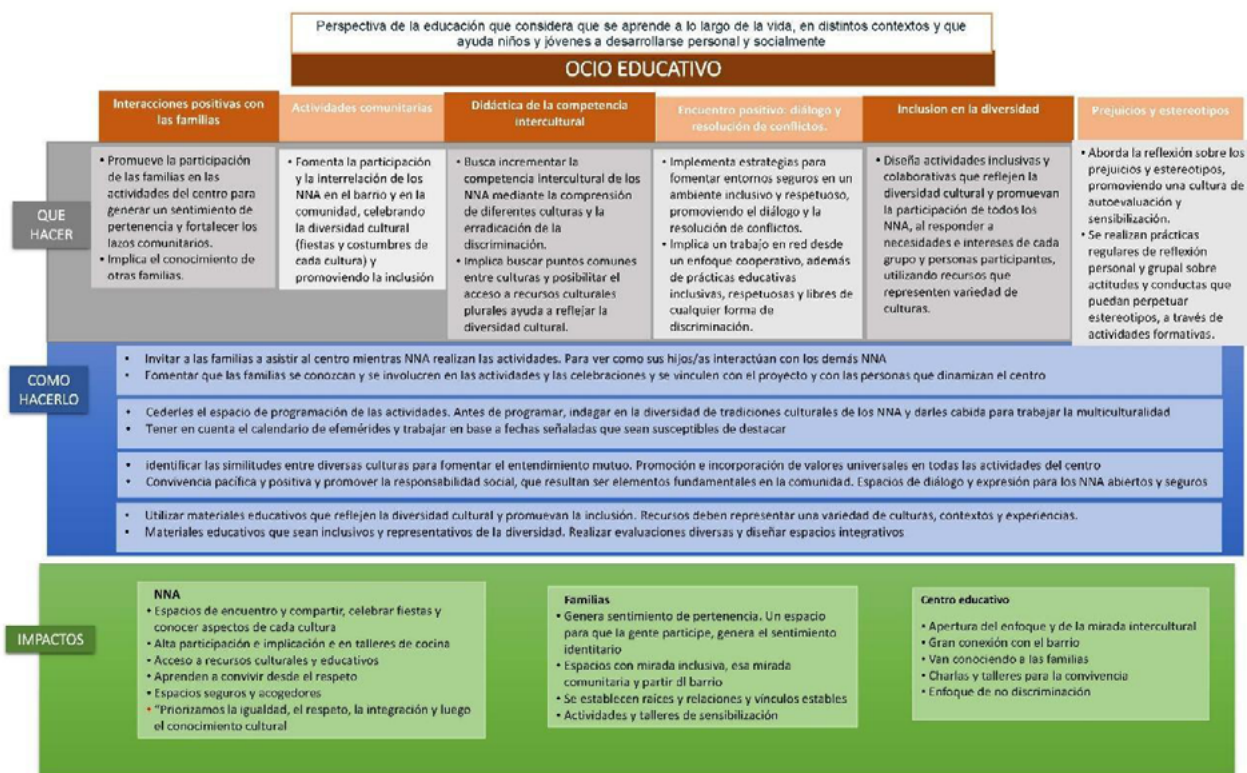 Perspectiva de la educación que considera que se aprende a lo largo de la vida, en distintos contextos y que
ayuda niños y jóvenes a desarrollarse personal y socialmente
OCIO EDUCATIVO
Interacciones positivas con
las familias
Actividades comunitarias
Didáctica de la competencia
intercultural
Encuentro positivo: diálogo y
resolución de conflictos.
Inclusion en la diversidad
Prejuicios y estereotipos
QUE
HACER
• Promueve la participación
de las familias en las
actividades del centro para
generar un sentimiento de
pertenencia y fortalecer los
lazos comunitarios.
• Implica el conocimiento de
otras familias.
• Fomenta la participación
y la interrelación de los
NNA en el barrio y en la
comunidad, celebrando
la diversidad cultural
(fiestas y costumbres de
cada cultura) y
promoviendo la inclusión
• Busca incrementar la
competencia intercultural de
los NNA mediante la
comprensión de
diferentes culturas y la
erradicación de la
discriminación.
• Implica buscar puntos comunes
entre culturas y posibilitar el
acceso a recursos culturales
plurales ayuda a reflejar la
diversidad cultural.
• Implementa estrategias para
fomentar entornos seguros en un
ambiente inclusivo y respetuoso,
promoviendo el diálogo y la
resolución de conflictos.
• Implica un trabajo en red desde
un enfoque cooperativo, además
de prácticas educativas
inclusivas, respetuosas y libres de
cualquier forma de
discriminación.
• Diseña actividades inclusivas y
colaborativas que reflejen la
diversidad cultural y promuevan
la participación de todos los
NNA, al responder a
necesidades e intereses de cada
grupo y personas participantes,
utilizando recursos que
representen variedad de
culturas.
• Aborda la reflexión sobre los
prejuicios y estereotipos,
promoviendo una cultura de
autoevaluación y
sensibilización.
• Se realizan prácticas
regulares de reflexión
personal y grupal sobre
actitudes y conductas que
puedan perpetuar
estereotipos, a través de
actividades formativas.
COMO
HACERLO
• Invitar a las familias a asistir al centro mientras NNA realizan las actividades. Para ver como sus hijos/as interactúan con los demás NNA
• Fomentar que las familias se conozcan y se involucren en las actividades y las celebraciones y se vinculen con el proyecto y con las personas que dinamizan el centro
• Cederles el espacio de programación de las actividades. Antes de programar, indagar en la diversidad de tradiciones culturales de los NNA y darles cabida para trabajar la multiculturalidad
• Tener en cuenta el calendario de efemérides y trabajar en base a fechas señaladas que sean susceptibles de destacar
• identificar las similitudes entre diversas culturas para fomentar el entendimiento mutuo. Promoción e incorporación de valores universales en todas las actividades del centro
• Convivencia pacífica y positiva y promover la responsabilidad social, que resultan ser elementos fundamentales en la comunidad. Espacios de diálogo y expresión para los NNA abiertos y seguros
• Utilizar materiales educativos que reflejen la diversidad cultural y promuevan la inclusión. Recursos deben representar una variedad de culturas, contextos y experiencias.
• Materiales educativos que sean inclusivos y representativos de la diversidad. Realizar evaluaciones diversas y diseñar espacios integrativos
IMPACTOS
NNA
• Espacios de encuentro y compartir, celebrar fiestas y
conocer aspectos de cada cultura
• Alta participación e implicación e en talleres de cocina
• Acceso a recursos culturales y educativos
• Aprenden a convivir desde el respeto
• Espacios seguros y acogedores
• "Priorizamos la igualdad, el respeto, la integración y luego
el conocimiento cultural
Familias
• Genera sentimiento de pertenencia. Un espacio
para que la gente participe, genera el sentimiento
identitario
• Espacios con mirada inclusiva, esa mirada
comunitaria y partir dl barrio
• Se establecen raíces y relaciones y vínculos estables
• Actividades y talleres de sensibilización
Centro educativo
• Apertura del enfoque y de la mirada intercultural
• Gran conexión con el barrio
• Van conociendo a las familias
• Charlas y talleres para la convivencia
• Enfoque de no discriminación